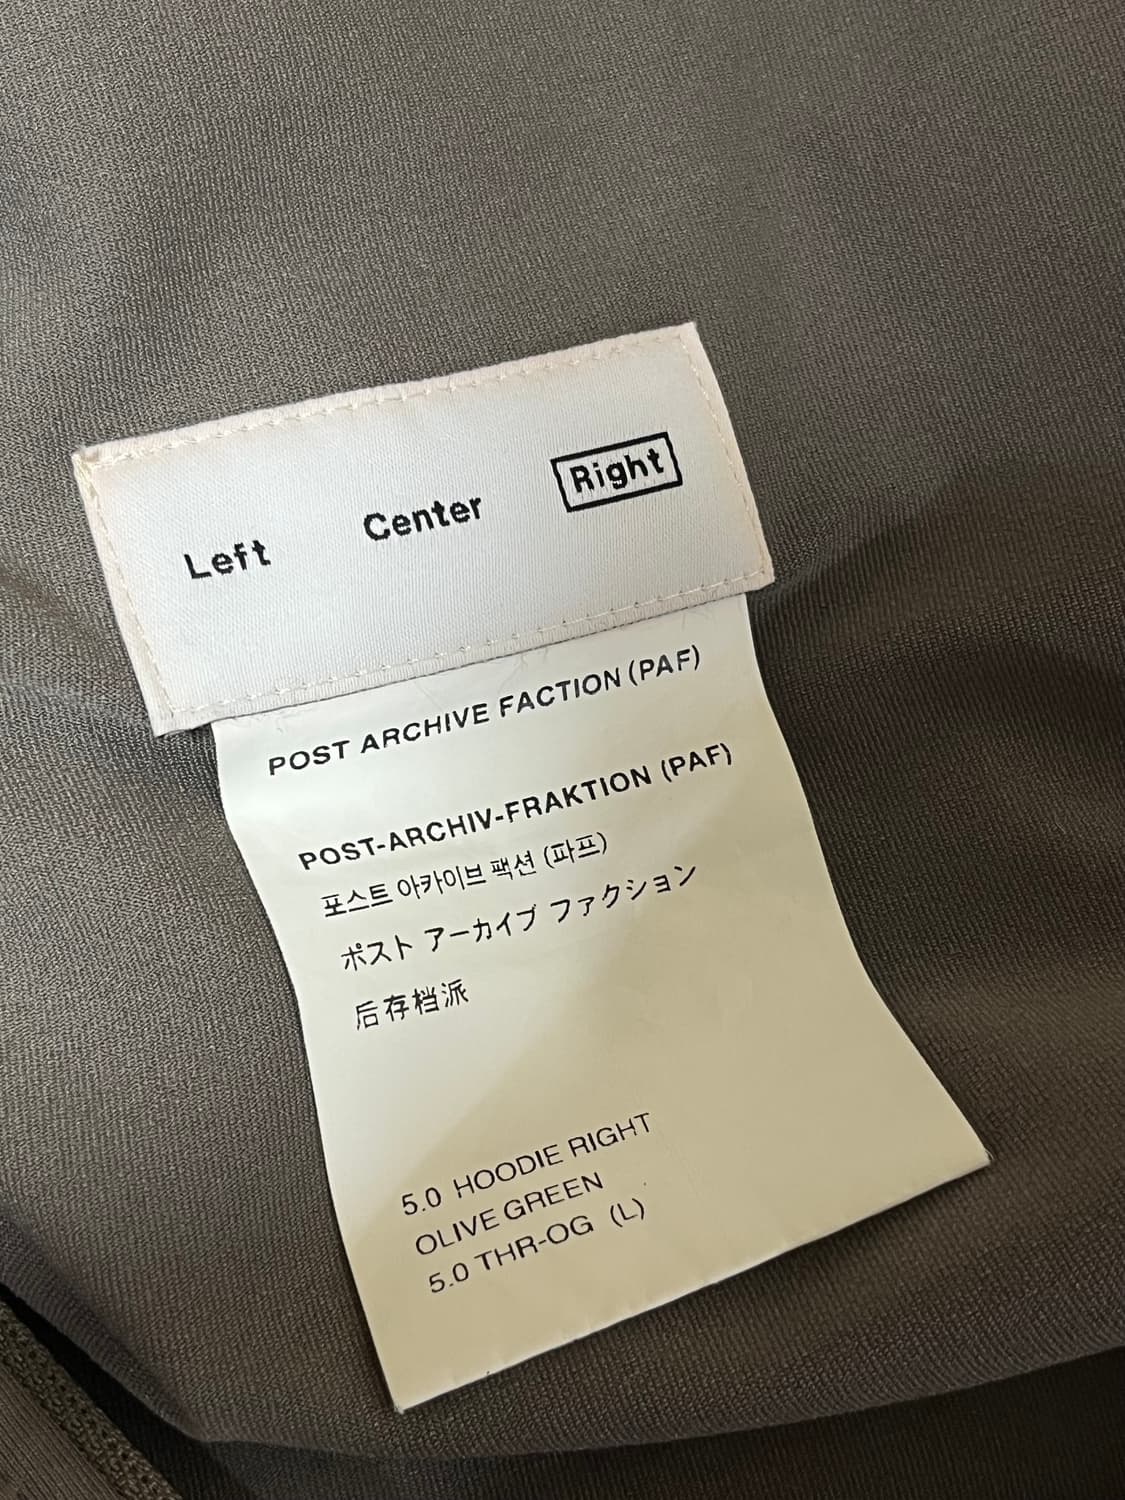 Left Center Right
POST ARCHIVE FACTION (PAF)
POST-ARCHIV-FRAKTION (PAF)
포스트 아카이브 팩션 (파프)
ポスト アーカイブ ファクション
后存档派
5.0 HOODIE RIGHT
OLIVE GREEN
5.0 THR-OG (L)